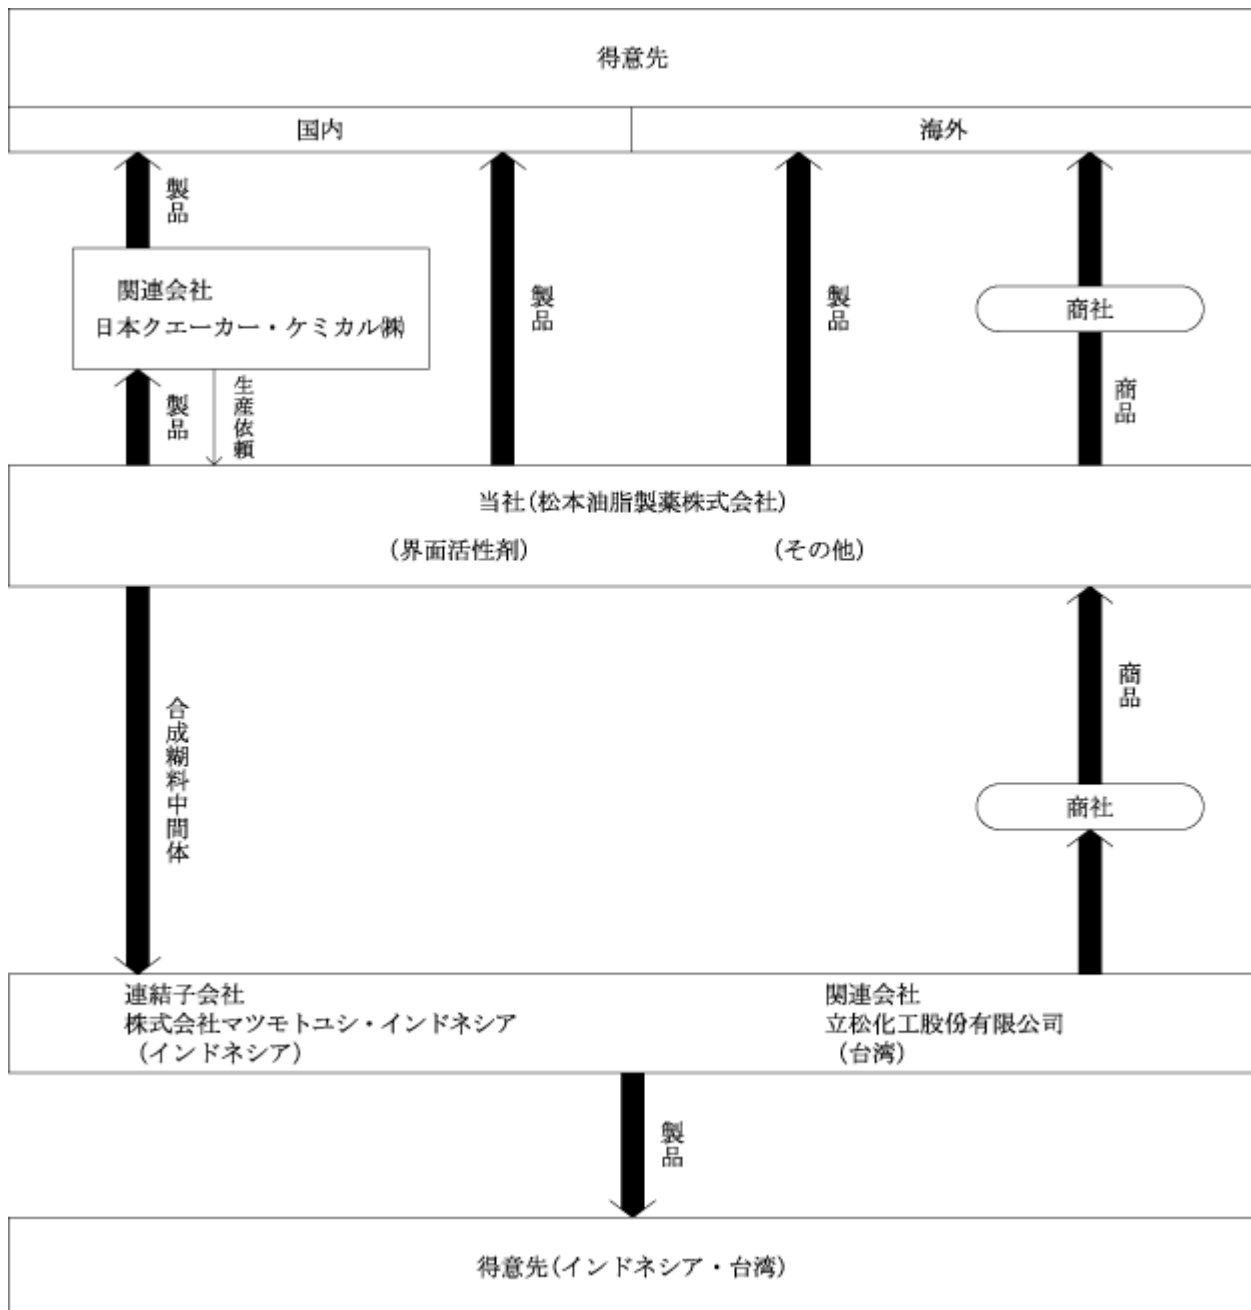 得意先
国内
海外
製品
関連会社
日本クエーカー・ケミカル㈱
製品
生産依頼
製品
製品
商社
商品
当社(松本油脂製薬株式会社)
(界面活性剤)
(その他)
合成糊料中間体
商品
商社
連結子会社
株式会社マツモトユシ・インドネシア
(インドネシア)
関連会社
立松化工股份有限公司
(台湾)
製品
得意先(インドネシア・台湾)